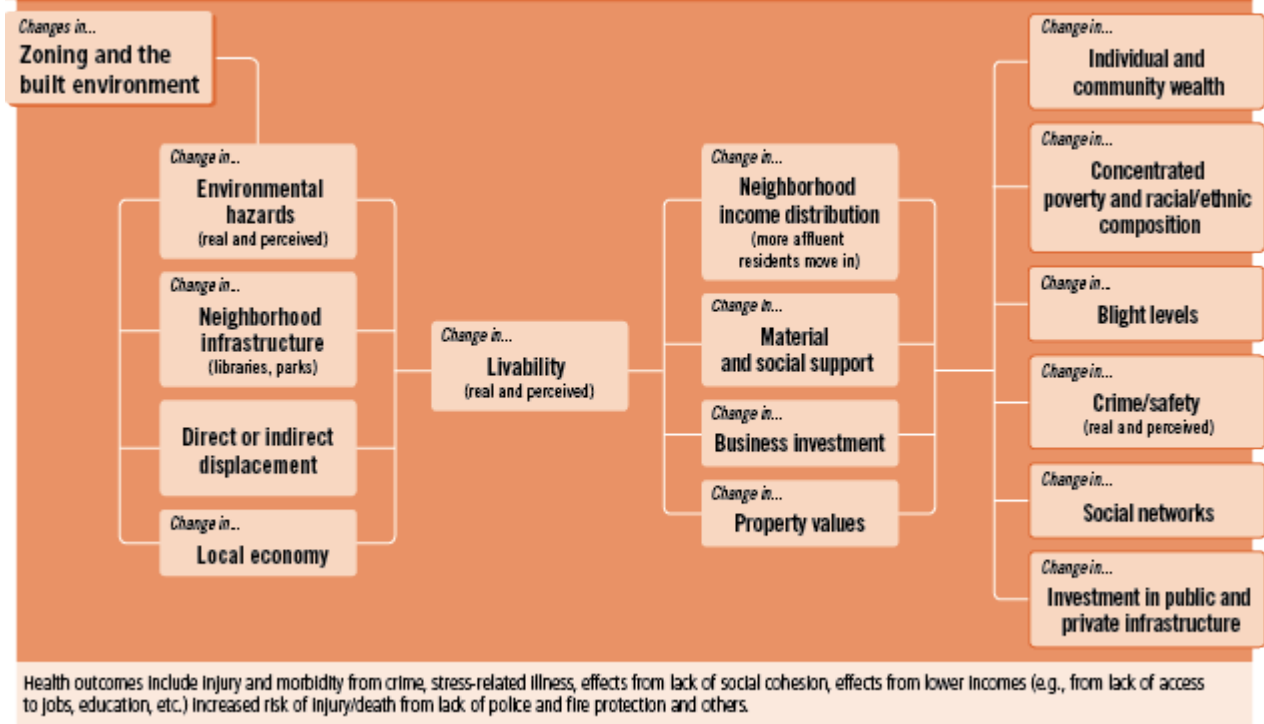 Changes in...
Zoning and the
built environment
Change in...
Environmental
hazards
(real and perceived)
Change in...
Neighborhood
infrastructure
(libraries, parks)
Direct or indirect
displacement
Change in...
Local economy
Change in...
Livability
(real and perceived)
Change in...
Neighborhood
income distribution
(more affluent
residents move in)
Change in...
Material
and social support
Change in...
Business investment
Change in...
Property values
Change in...
Individual and
community wealth
Change in...
Concentrated
poverty and racial/ethnic
composition
Change in...
Blight levels
Change in...
Crime/safety
(real and perceived)
Change in...
Social networks
Change in...
Investment in public and
private infrastructure
Health outcomes include injury and morbidity from crime, stress-related illness, effects from lack of social cohesion, effects from lower incomes (e.g., from lack of access
to jobs, education, etc.) increased risk of injury/death from lack of police and fire protection and others.